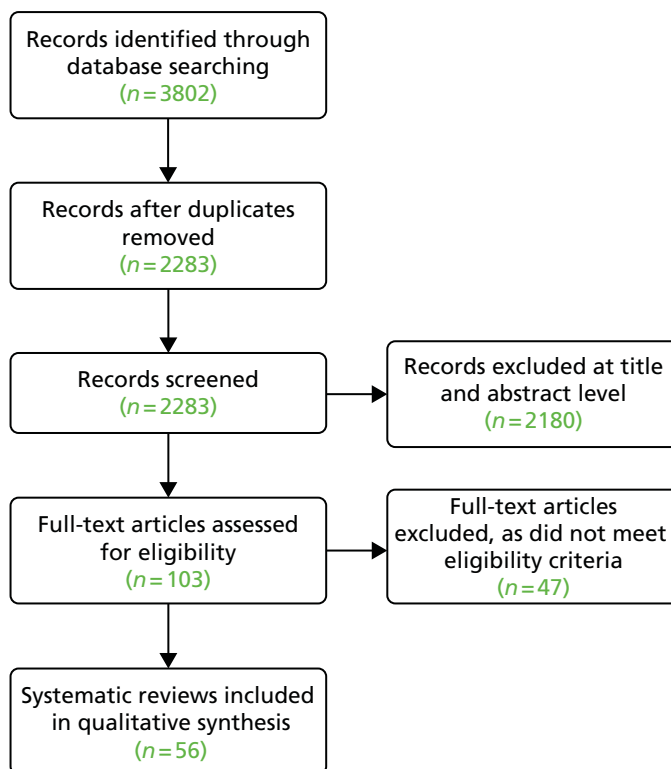 Records identified through
database searching
(n=3802)
Records after duplicates
removed
(n=2283)
Records screened
(n=2283)
Records excluded at title
and abstract level
(n=2180)
Full-text articles assessed
for eligibility
(n=103)
Full-text articles
excluded, as did not meet
eligibility criteria
(n=47)
Systematic reviews included
in qualitative synthesis
(n=56)